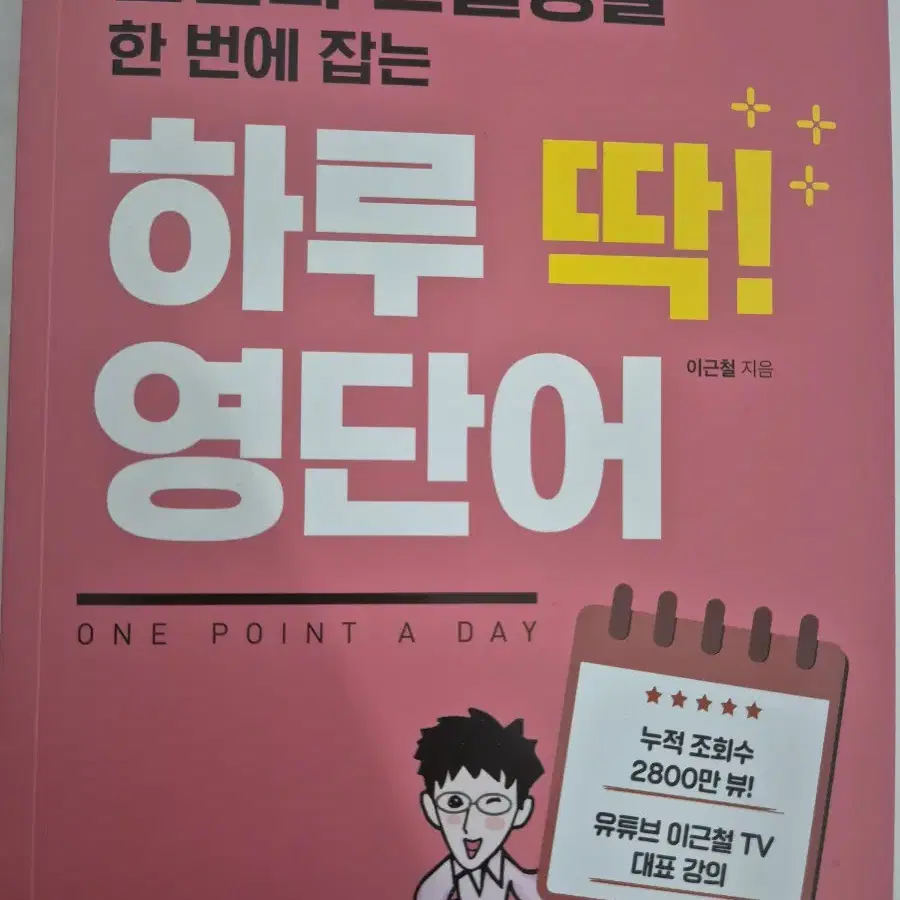 한 번에 잡는
하루 딱!
영단어
이근철 지음
ONE POINT A DAY
누적 조회수
2800만 뷰!
유튜브 이근철 TV
대표 강의